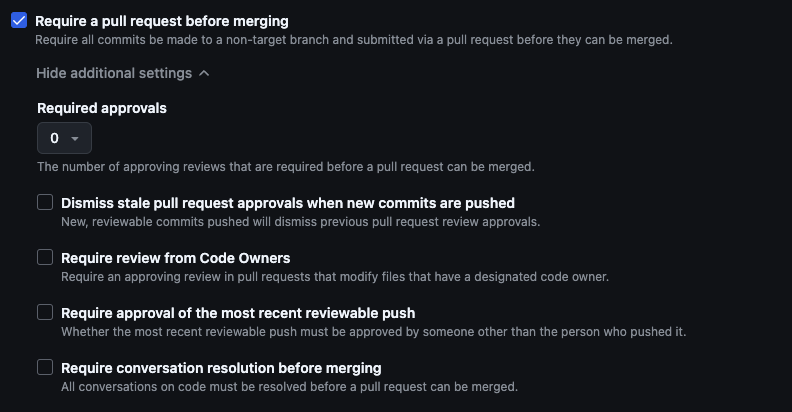 Require a pull request before merging
Require all commits be made to a non-target branch and submitted via a pull request before they can be merged.
Hide additional settings
Required approvals
0
The number of approving reviews that are required before a pull request can be merged.
Dismiss stale pull request approvals when new commits are pushed
New, reviewable commits pushed will dismiss previous pull request review approvals.
Require review from Code Owners
Require an approving review in pull requests that modify files that have a designated code owner.
Require approval of the most recent reviewable push
Whether the most recent reviewable push must be approved by someone other than the person who pushed it.
Require conversation resolution before merging
All conversations on code must be resolved before a pull request can be merged.